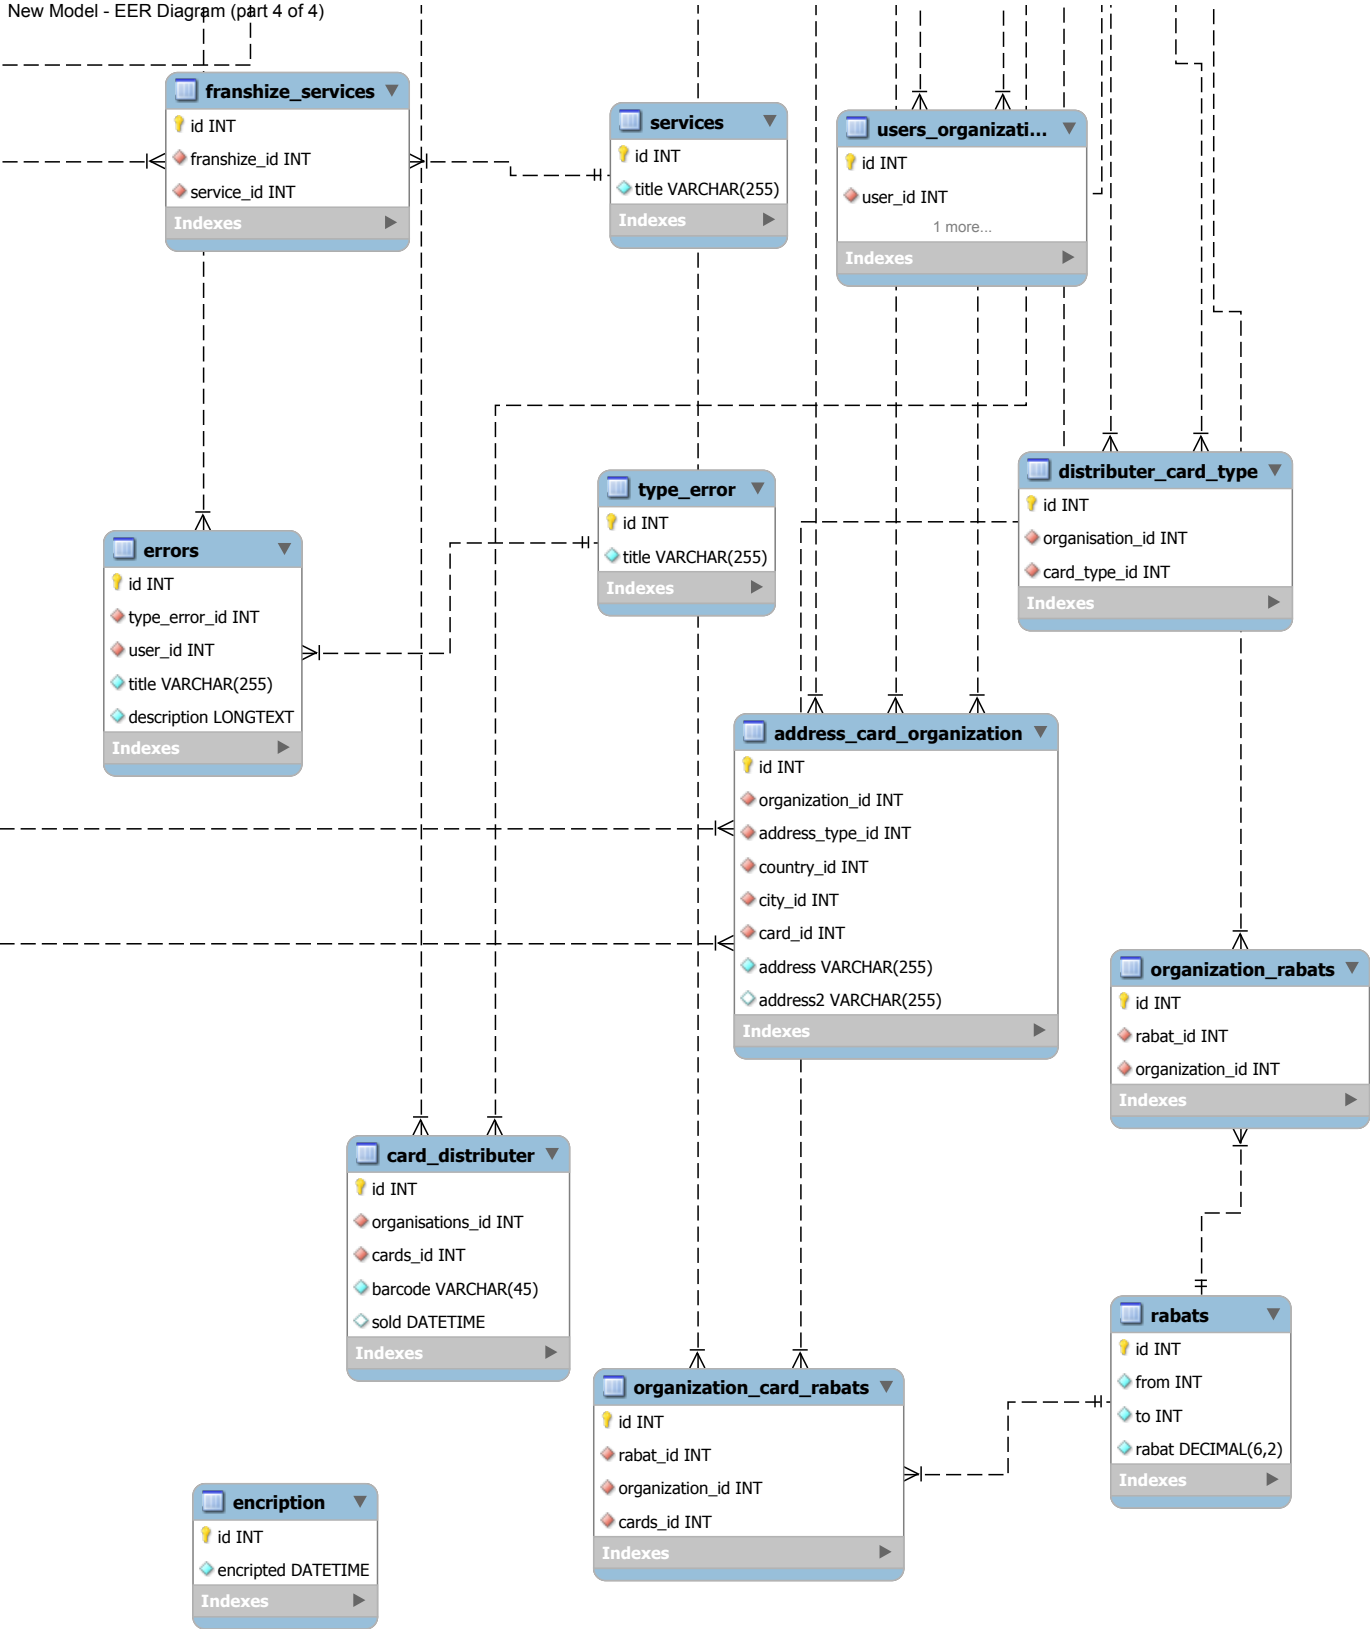 New Model - EER Diagram (part 4 of 4)
franshize_services
id INT
franshize_id INT
service_id INT
Indexes
services
id INT
title VARCHAR(255)
Indexes
users_organizati...
id INT
user_id INT
1 more...
Indexes
type_error
id INT
title VARCHAR(255)
Indexes
distributer_card_type
id INT
organisation_id INT
card_type_id INT
Indexes
errors
id INT
type_error_id INT
user_id INT
title VARCHAR(255)
description LONGTEXT
Indexes
address_card_organization
id INT
organization_id INT
address_type_id INT
country_id INT
city_id INT
card_id INT
address VARCHAR(255)
address2 VARCHAR(255)
Indexes
organization_rabats
id INT
rabat_id INT
organization_id INT
Indexes
card_distributer
id INT
organisations_id INT
cards_id INT
barcode VARCHAR(45)
sold DATETIME
Indexes
rabats
id INT
from INT
to INT
rabat DECIMAL(6,2)
Indexes
organization_card_rabats
id INT
rabat_id INT
organization_id INT
cards_id INT
Indexes
encription
id INT
encripted DATETIME
Indexes